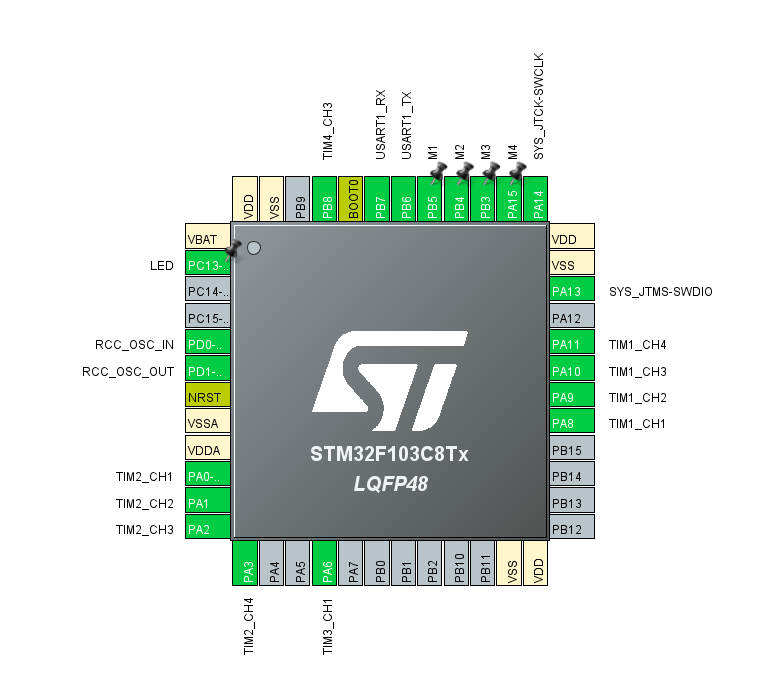 TIM4_CH3
USART1_RX
USART1_TX
M1
M2
M3
M4
SYS_JTCK-SWCLK
VDD
VSS
PB9
PB8
BOOT0
PB7
PB6
PB5
PB4
PB3
PA15
PA14
VBAT
LED PC13-..
PC14-..
PC15-..
RCC_OSC_IN PD0-..
RCC_OSC_OUT PD1-..
NRST
VSSA
VDDA
TIM2_CH1 PA0-..
TIM2_CH2 PA1
TIM2_CH3 PA2
ST
STM32F103C8Tx
LQFP48
VDD
VSS
PA13 SYS_JTMS-SWDIO
PA12
PA11 TIM1_CH4
PA10 TIM1_CH3
PA9 TIM1_CH2
PA8 TIM1_CH1
PB15
PB14
PB13
PB12
PA3
PA4
PA5
PA6
PA7
PB0
PB1
PB2
PB10
PB11
VSS
VDD
TIM2_CH4
TIM3_CH1